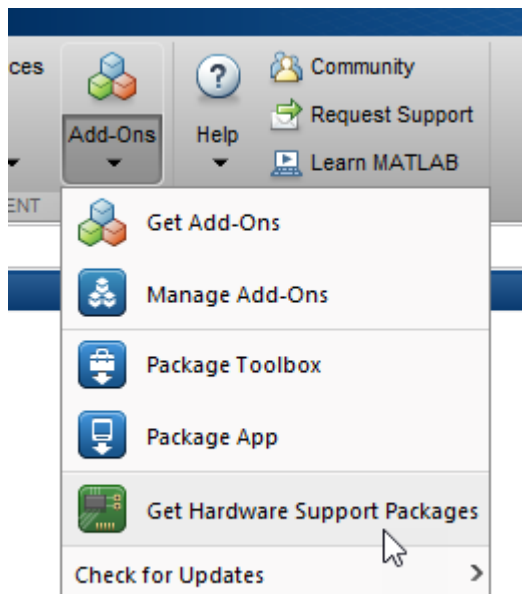 ces
Add-Ons
Help
Community
Request Support
Learn MATLAB
ENT
Get Add-Ons
Manage Add-Ons
Package Toolbox
Package App
Get Hardware Support Packages
Check for Updates